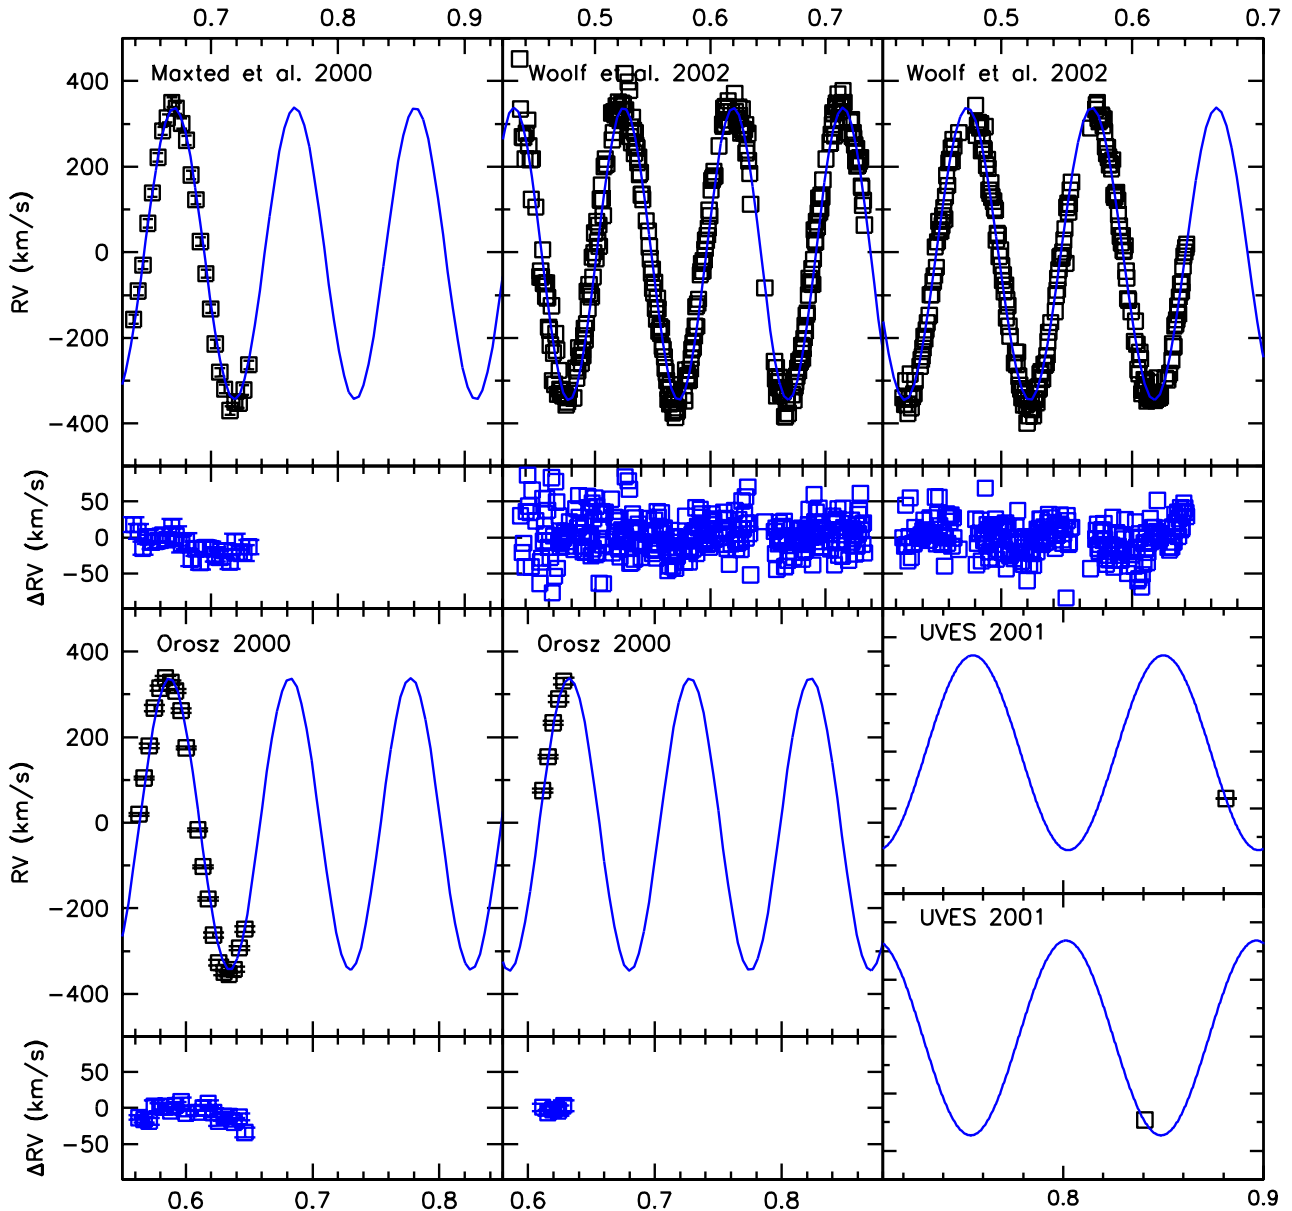 0.7 0.8 0.9 0.5 0.6 0.7 0.5 0.6 0.7
Maxted et al. 2000
Woolf et al. 2002
Woolf et al. 2002
400
200
0
−200
−400
RV (km/s)
50
0
−50
ΔRV (km/s)
Orosz 2000
Orosz 2000
UVES 2001
UVES 2001
400
200
0
−200
−400
RV (km/s)
50
0
−50
ΔRV (km/s)
0.6 0.7 0.8 0.6 0.7 0.8 0.8 0.9